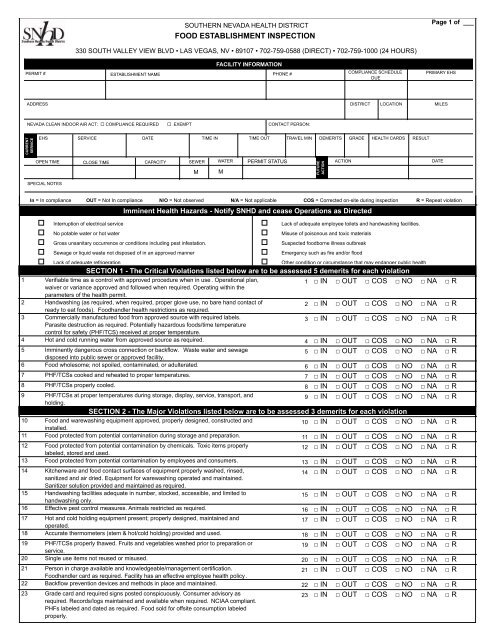 SNHD
Southern Nevada Health District
SOUTHERN NEVADA HEALTH DISTRICT
FOOD ESTABLISHMENT INSPECTION
Page 1 of ___
330 SOUTH VALLEY VIEW BLVD • LAS VEGAS, NV • 89107 • 702-759-0588 (DIRECT) • 702-759-1000 (24 HOURS)
FACILITY INFORMATION
PERMIT # ESTABLISHMENT NAME PHONE # COMPLIANCE SCHEDULE DUE PRIMARY EHS
ADDRESS DISTRICT LOCATION MILES
NEVADA CLEAN INDOOR AIR ACT: □ COMPLIANCE REQUIRED □ EXEMPT CONTACT PERSON:
CURRENT SERVICE
EHS SERVICE DATE TIME IN TIME OUT TRAVEL MIN DEMERITS GRADE HEALTH CARDS RESULT
OPEN TIME CLOSE TIME CAPACITY SEWER WATER PERMIT STATUS
M M
FUTURE ACTION
ACTION DATE
SPECIAL NOTES
In = In compliance OUT = Not In compliance N/O = Not observed N/A = Not applicable COS = Corrected on-site during inspection R = Repeat violation
Imminent Health Hazards - Notify SNHD and cease Operations as Directed
□ Interruption of electrical service □ Lack of adequate employee toilets and handwashing facilities.
□ No potable water or hot water □ Misuse of poisonous and toxic materials
□ Gross unsanitary occurrence or conditions including pest infestation. □ Suspected foodborne illness outbreak
□ Sewage or liquid waste not disposed of in an approved manner □ Emergency such as fire and/or flood
□ Lack of adequate refrigeration □ Other condition or circumstance that may endanger public health
SECTION 1 - The Critical Violations listed below are to be assessed 5 demerits for each violation
1 Verifiable time as a control with approved procedure when in use. Operational plan, 1 □ IN □ OUT □ COS □ NO □ NA □ R
waiver or variance approved and followed when required. Operating within the
parameters of the health permit.
2 Handwashing (as required, when required, proper glove use, no bare hand contact of 2 □ IN □ OUT □ COS □ NO □ NA □ R
ready to eat foods). Foodhandler health restrictions as required.
3 Commercially manufactured food from approved source with required labels. 3 □ IN □ OUT □ COS □ NO □ NA □ R
Parasite destruction as required. Potentially hazardous foods/time temperature
control for safety (PHF/TCS) received at proper temperature.
4 Hot and cold running water from approved source as required. 4 □ IN □ OUT □ COS □ NO □ NA □ R
5 Imminently dangerous cross connection or backflow. Waste water and sewage 5 □ IN □ OUT □ COS □ NO □ NA □ R
disposed into public sewer or approved facility.
6 Food wholesome; not spoiled, contaminated, or adulterated. 6 □ IN □ OUT □ COS □ NO □ NA □ R
7 PHF/TCSs cooked and reheated to proper temperatures. 7 □ IN □ OUT □ COS □ NO □ NA □ R
8 PHF/TCSs properly cooled. 8 □ IN □ OUT □ COS □ NO □ NA □ R
9 PHF/TCSs at proper temperatures during storage, display, service, transport, and 9 □ IN □ OUT □ COS □ NO □ NA □ R
holding.
SECTION 2 - The Major Violations listed below are to be assessed 3 demerits for each violation
10 Food and warewashing equipment approved, properly designed, constructed and 10 □ IN □ OUT □ COS □ NO □ NA □ R
installed.
11 Food protected from potential contamination during storage and preparation. 11 □ IN □ OUT □ COS □ NO □ NA □ R
12 Food protected from potential contamination by chemicals. Toxic items properly 12 □ IN □ OUT □ COS □ NO □ NA □ R
labeled, stored and used.
13 Food protected from potential contamination by employees and consumers. 13 □ IN □ OUT □ COS □ NO □ NA □ R
14 Kitchenware and food contact surfaces of equipment properly washed, rinsed, 14 □ IN □ OUT □ COS □ NO □ NA □ R
sanitized and air dried. Equipment for warewashing operated and maintained.
Sanitizer solution provided and maintained as required.
15 Handwashing facilities adequate in number, stocked, accessible, and limited to 15 □ IN □ OUT □ COS □ NO □ NA □ R
handwashing only.
16 Effective pest control measures. Animals restricted as required. 16 □ IN □ OUT □ COS □ NO □ NA □ R
17 Hot and cold holding equipment present; properly designed, maintained and 17 □ IN □ OUT □ COS □ NO □ NA □ R
operated.
18 Accurate thermometers (stem & hot/cold holding) provided and used. 18 □ IN □ OUT □ COS □ NO □ NA □ R
19 PHF/TCSs properly thawed. Fruits and vegetables washed prior to preparation or 19 □ IN □ OUT □ COS □ NO □ NA □ R
service.
20 Single use items not reused or misused. 20 □ IN □ OUT □ COS □ NO □ NA □ R
21 Person in charge available and knowledgeable/management certification. 21 □ IN □ OUT □ COS □ NO □ NA □ R
Foodhandler card as required. Facility has an effective employee health policy.
22 Backflow prevention devices and methods in place and maintained. 22 □ IN □ OUT □ COS □ NO □ NA □ R
23 Grade card and required signs posted conspicuously. Consumer advisory as 23 □ IN □ OUT □ COS □ NO □ NA □ R
required. Records/logs maintained and available when required. NCIAA compliant.
PHFs labeled and dated as required. Food sold for offsite consumption labeled
properly.